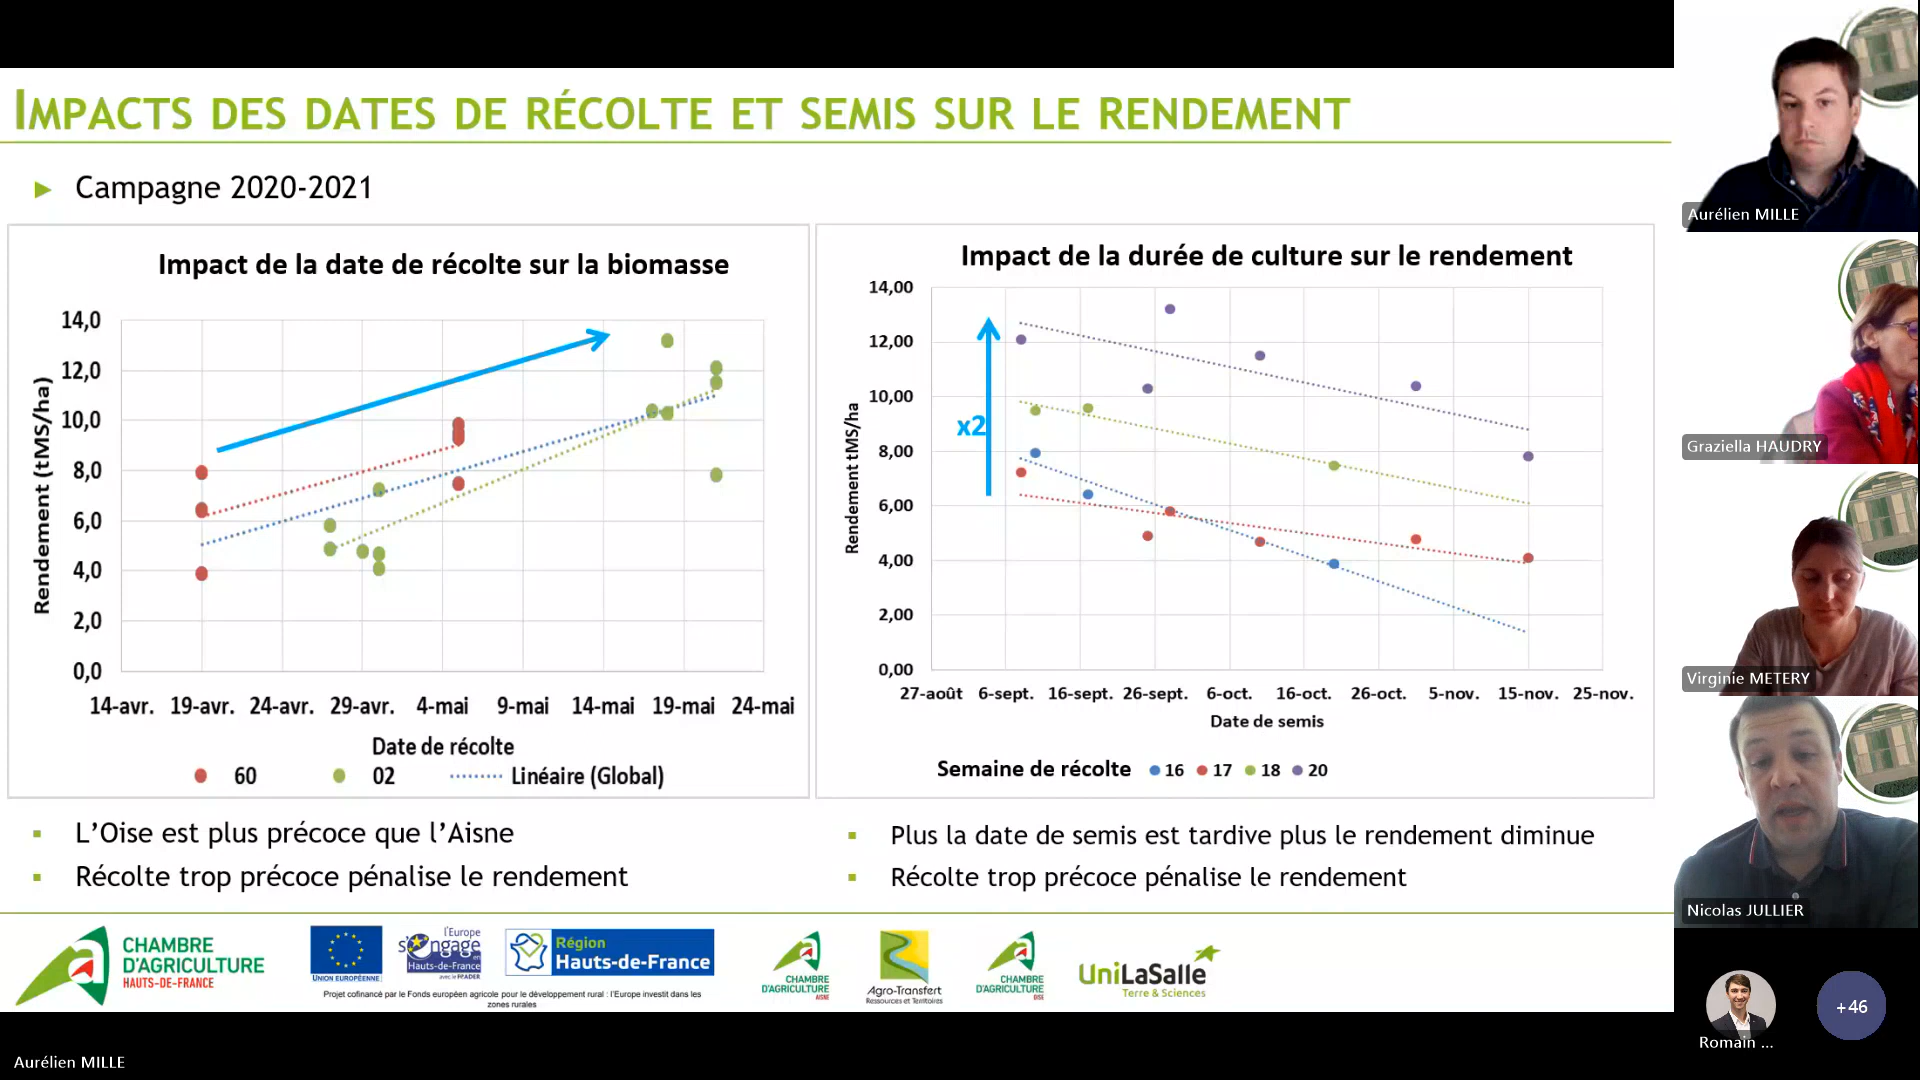 IMPACTS DES DATES DE RÉCOLTE ET SEMIS SUR LE RENDEMENT
► Campagne 2020-2021
Impact de la date de récolte sur la biomasse
Rendement (tMS/ha)
14,0
12,0
10,0
8,0
6,0
4,0
2,0
0,0
14-avr. 19-avr. 24-avr. 29-avr. 4-mai 9-mai 14-mai 19-mai 24-mai
Date de récolte
60 02 Linéaire (Global)
Impact de la durée de culture sur le rendement
Rendement tMS/ha
14,00
12,00
10,00
8,00
6,00
4,00
2,00
0,00
x2
27-août 6-sept. 16-sept. 26-sept. 6-oct. 16-oct. 26-oct. 5-nov. 15-nov. 25-nov.
Date de semis
Semaine de récolte 16 17 18 20
L'Oise est plus précoce que l'Aisne
Récolte trop précoce pénalise le rendement
Plus la date de semis est tardive plus le rendement diminue
Récolte trop précoce pénalise le rendement
CHAMBRE
D'AGRICULTURE
HAUTS-DE-FRANCE
UNION EUROPÉENNE
l'Europe
s'engage
en
Hauts-de-France
avec le FEADER
Région
Hauts-de-France
Projet cofinancé par le Fonds européen agricole pour le développement rural : l'Europe investit dans les
zones rurales
CHAMBRE
D'AGRICULTURE
AISNE
Agro-Transfert
Ressources et Territoires
CHAMBRE
D'AGRICULTURE
OISE
UniLaSalle
Terre & Sciences
Aurélien MILLE
Graziella HAUDRY
Virginie METERY
Nicolas JULLIER
Romain ...
+46
Aurélien MILLE